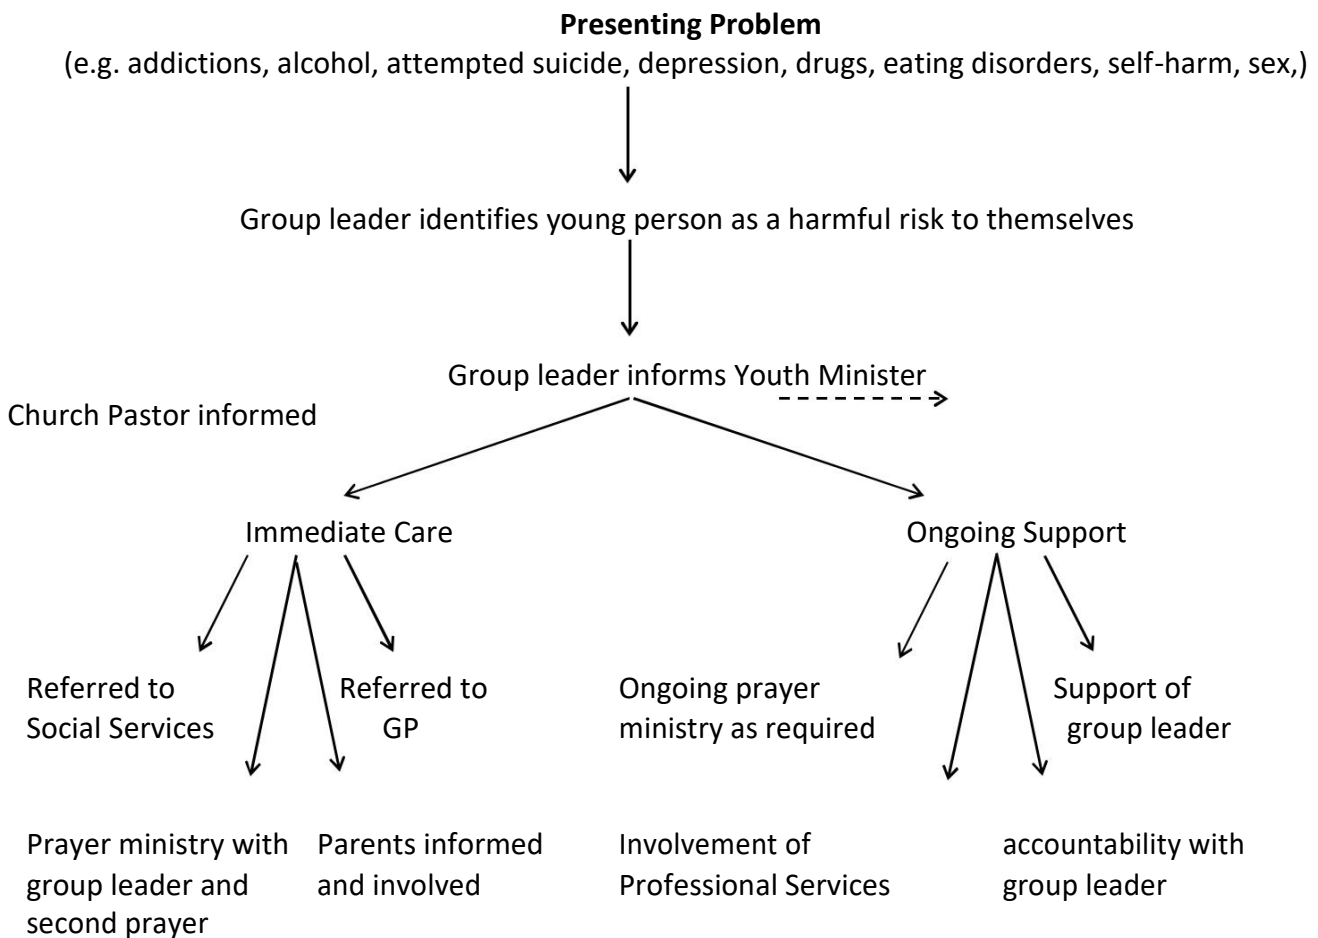 Presenting Problem
(e.g. addictions, alcohol, attempted suicide, depression, drugs, eating disorders, self-harm, sex,)
Group leader identifies young person as a harmful risk to themselves
Group leader informs Youth Minister
Church Pastor informed
Immediate Care
Ongoing Support
Referred to
Social Services
Referred to
GP
Ongoing prayer
ministry as required
Support of
group leader
Prayer ministry with
group leader and
second prayer
Parents informed
and involved
Involvement of
Professional Services
accountability with
group leader